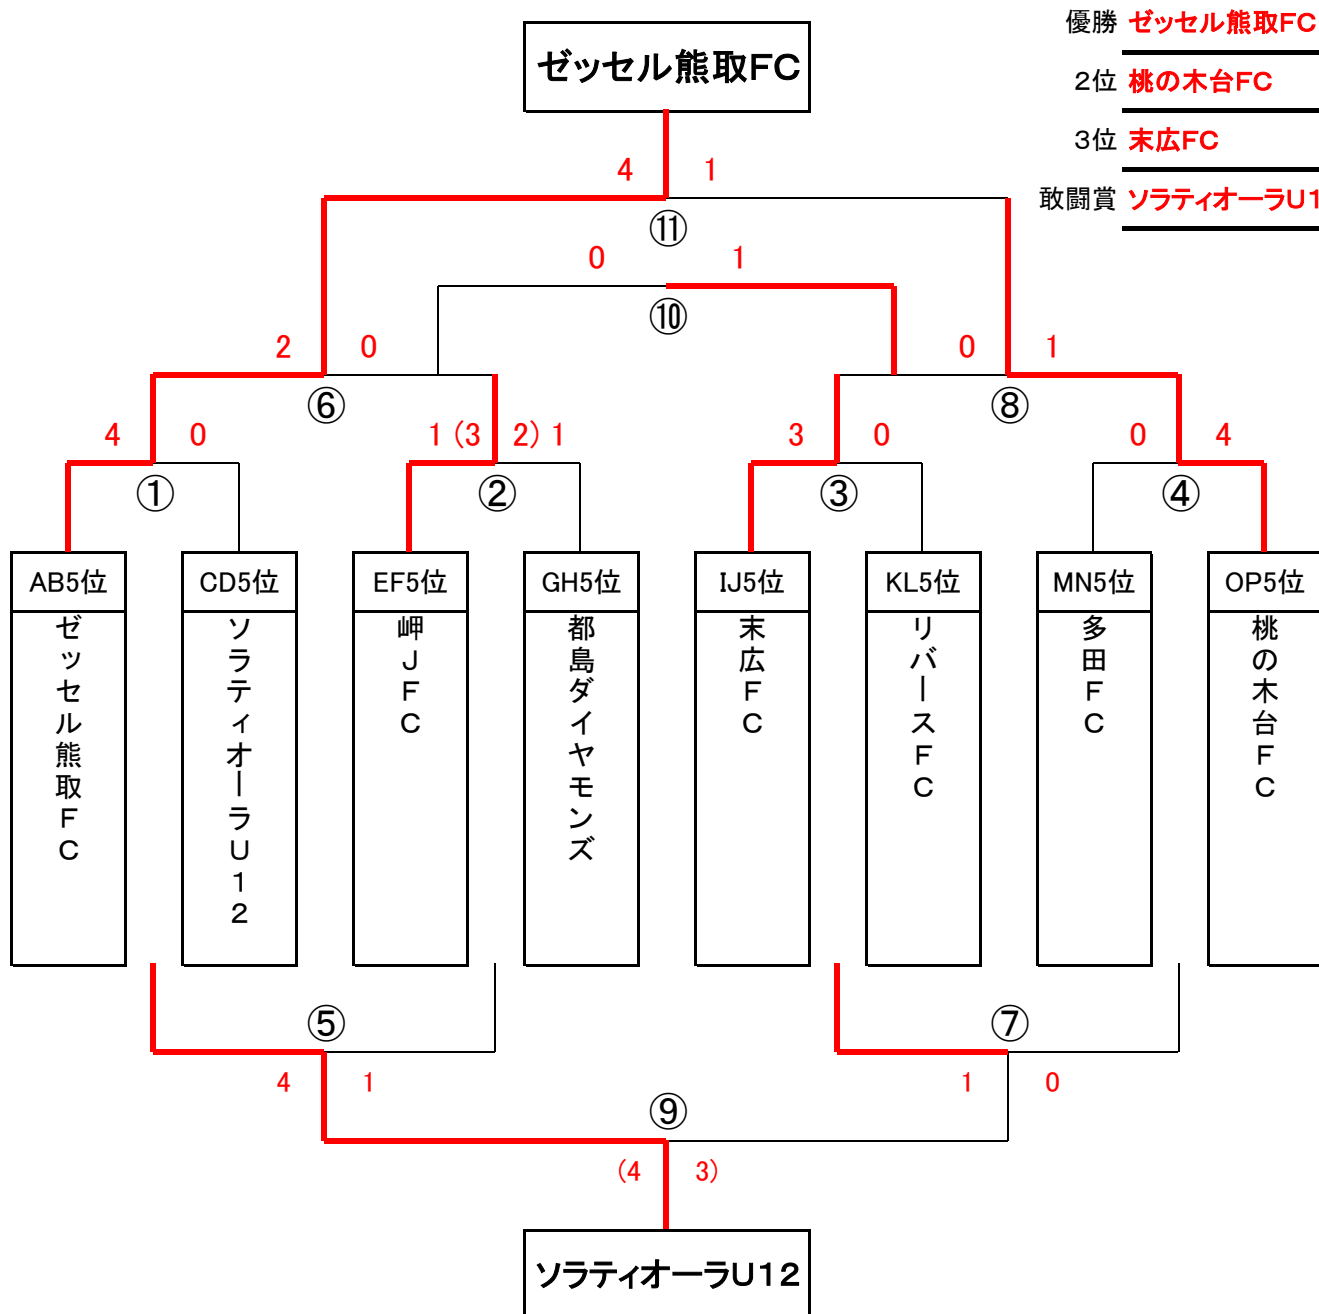 優勝 ゼッセル熊取FC
ゼッセル熊取FC
2位 桃の木台FC
3位 末広FC
4 1
敢闘賞 ソラティオーラU1
⑪
0 1
⑩
2 0
0 1
⑥
⑧
4 0
1 (3 2) 1
3 0
0 4
①
②
③
④
AB5位
CD5位
EF5位
GH5位
IJ5位
KL5位
MN5位
OP5位
ゼッセル熊取FC
ソラティオーラU12
岬JFC
都島ダイヤモンズ
末広FC
リバースFC
多田FC
桃の木台FC
⑤
⑦
4 1
1 0
⑨
(4 3)
ソラティオーラU12